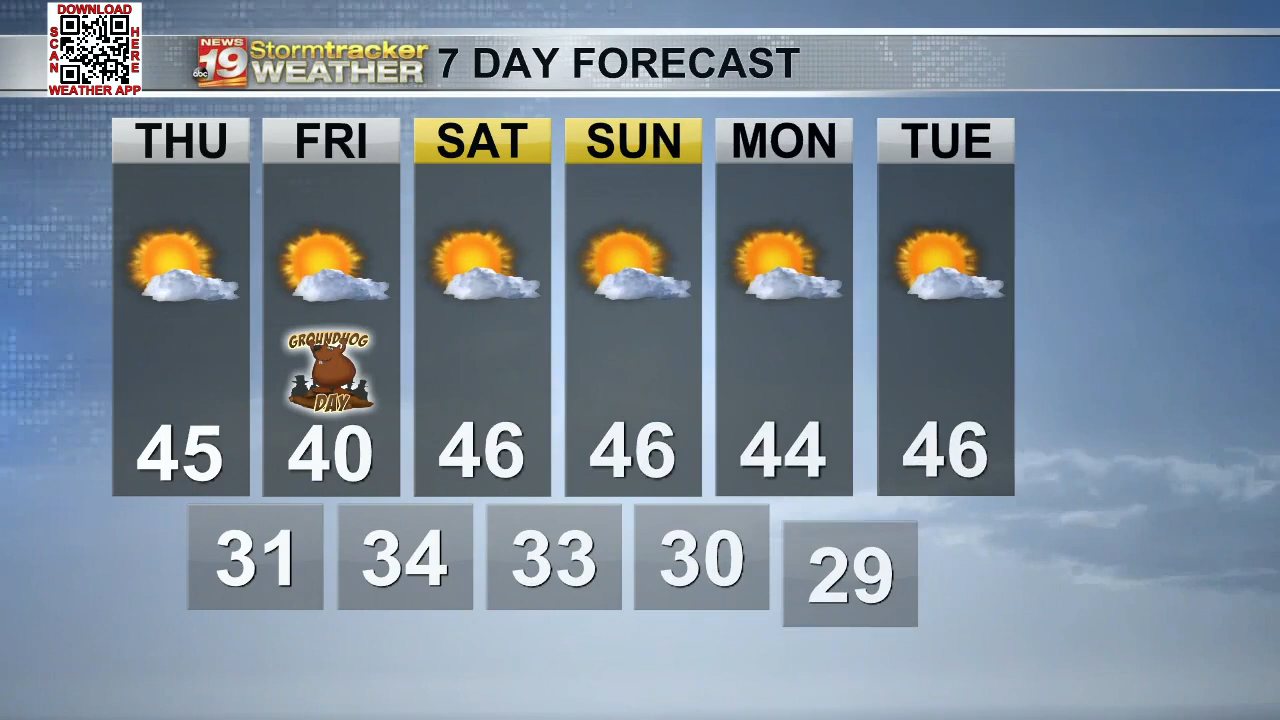 DOWNLOAD
SCAN
HERE
WEATHER APP
NEWS
abc 19
Stormtracker
WEATHER
7 DAY FORECAST
THU FRI SAT SUN MON TUE
GROUNDHOG
DAY
45 40 46 46 44 46
31 34 33 30 29